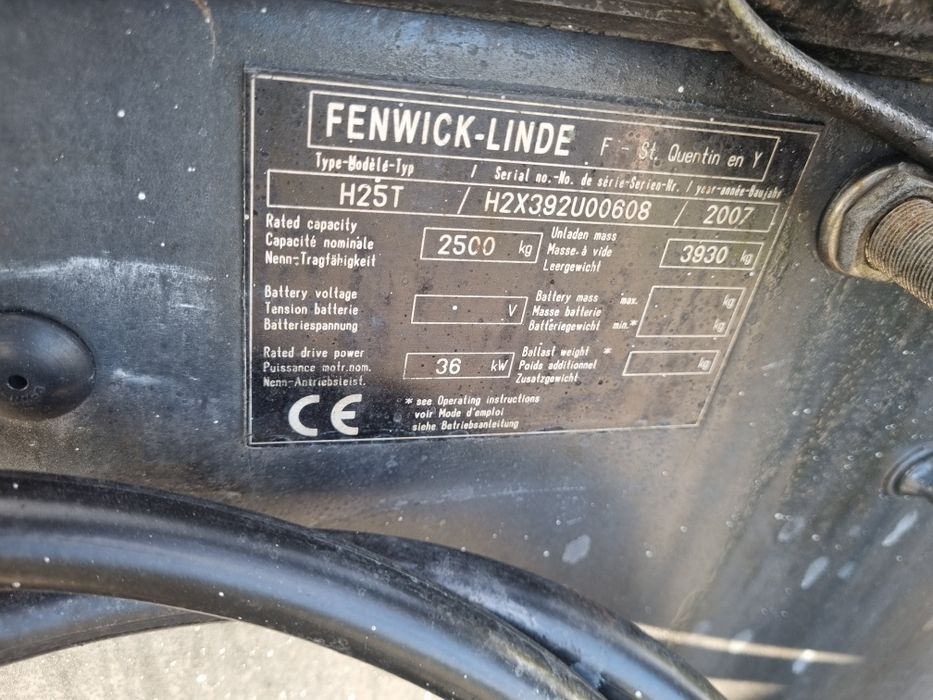 FENWICK-LINDE F - St. Quentin en Y
Type-Modèle-Typ / Serial no.-No. de série-Serien-Nr. / year-année-Baujahr
H25T / H2X392U00608 / 2007
Rated capacity
Capacité nominale
Nenn-Tragfähigkeit
2500 kg
Unladen mass
Masse à vide
Leergewicht
3930 kg
Battery voltage
Tension batterie
Batteriespannung
V
Battery mass max.
Masse batterie
Batteriegewicht min.*
kg
kg
Rated drive power
Puissance motr.nom.
Nenn-Antriebsleist.
36 kW
Ballast weight *
Poids additionnel
Zusatzgewicht
kg
CE
* see Operating instructions
voir Mode d'emploi
siehe Betriebsanleitung